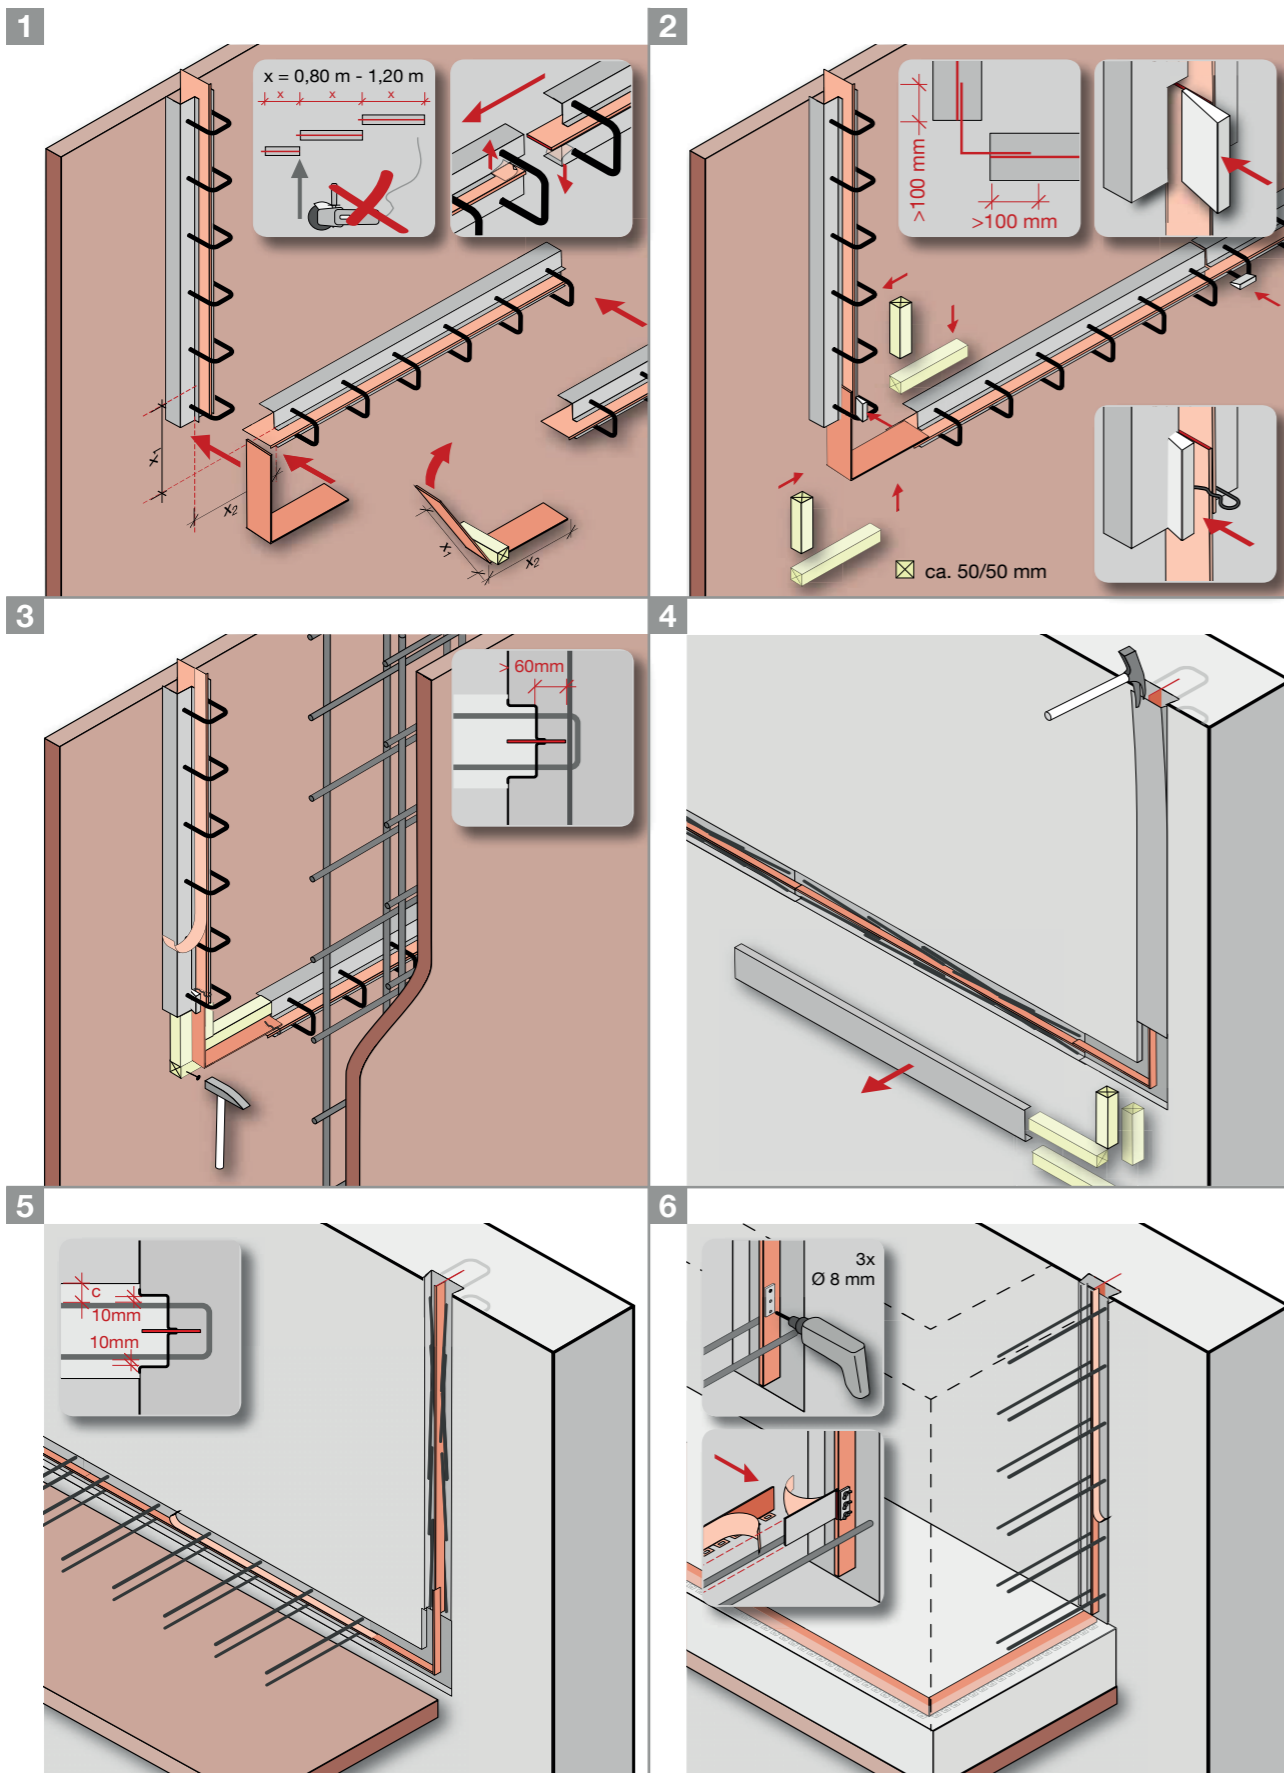 1
x = 0,80 m - 1,20 m
x x x
x₁
x₂
x₁
x₂
2
>100 mm
>100 mm
ca. 50/50 mm
3
> 60mm
4
5
c
10mm
10mm
6
3x
Ø 8 mm